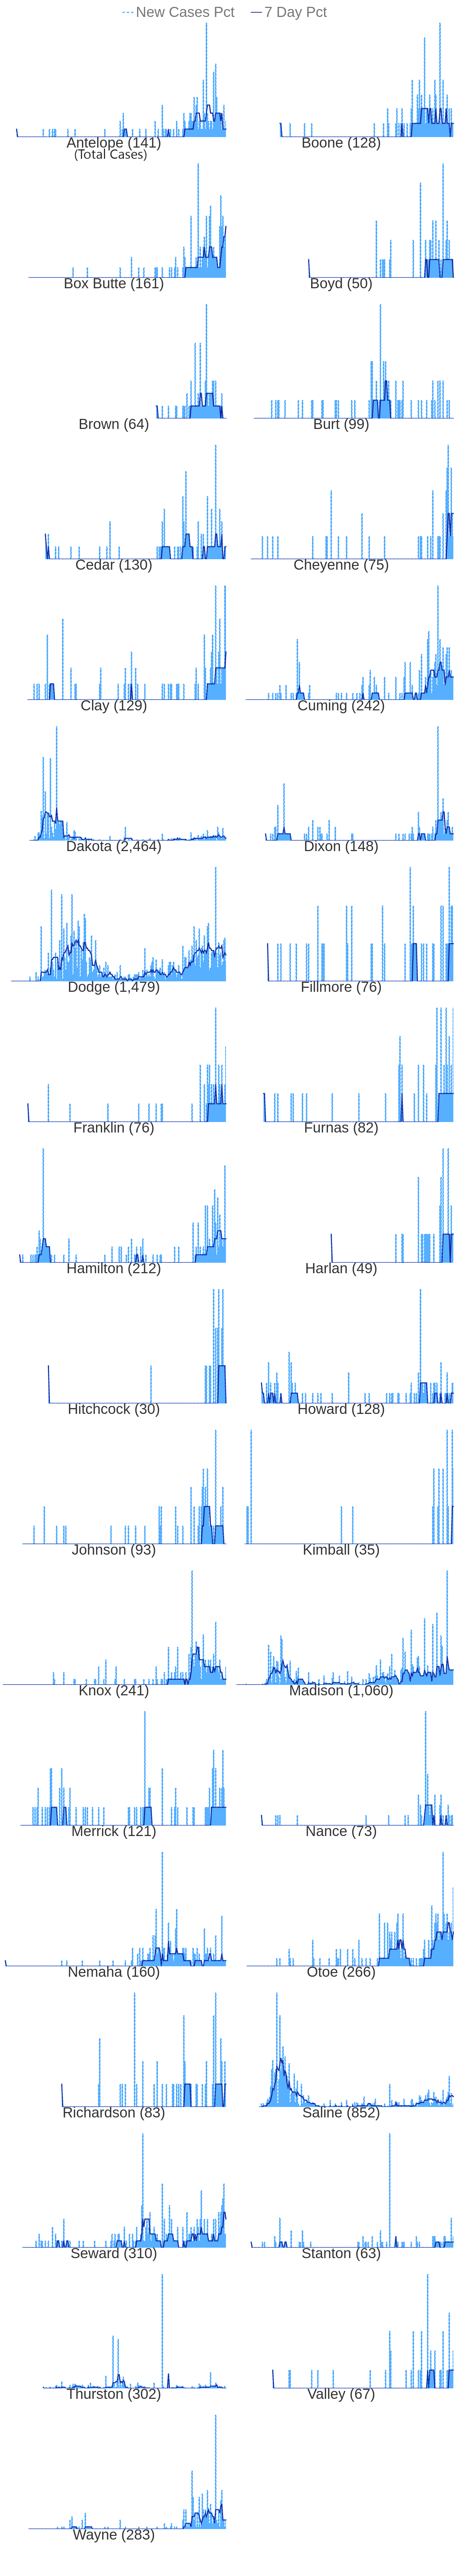 New Cases Pct 7 Day Pct
Antelope (141) Boone (128)
(Total Cases)
Box Butte (161) Boyd (50)
Brown (64) Burt (99)
Cedar (130) Cheyenne (75)
Clay (129) Cuming (242)
Dakota (2,464) Dixon (148)
Dodge (1,479) Fillmore (76)
Franklin (76) Furnas (82)
Hamilton (212) Harlan (49)
Hitchcock (30) Howard (128)
Johnson (93) Kimball (35)
Knox (241) Madison (1,060)
Merrick (121) Nance (73)
Nemaha (160) Otoe (266)
Richardson (83) Saline (852)
Seward (310) Stanton (63)
Thurston (302) Valley (67)
Wayne (283)